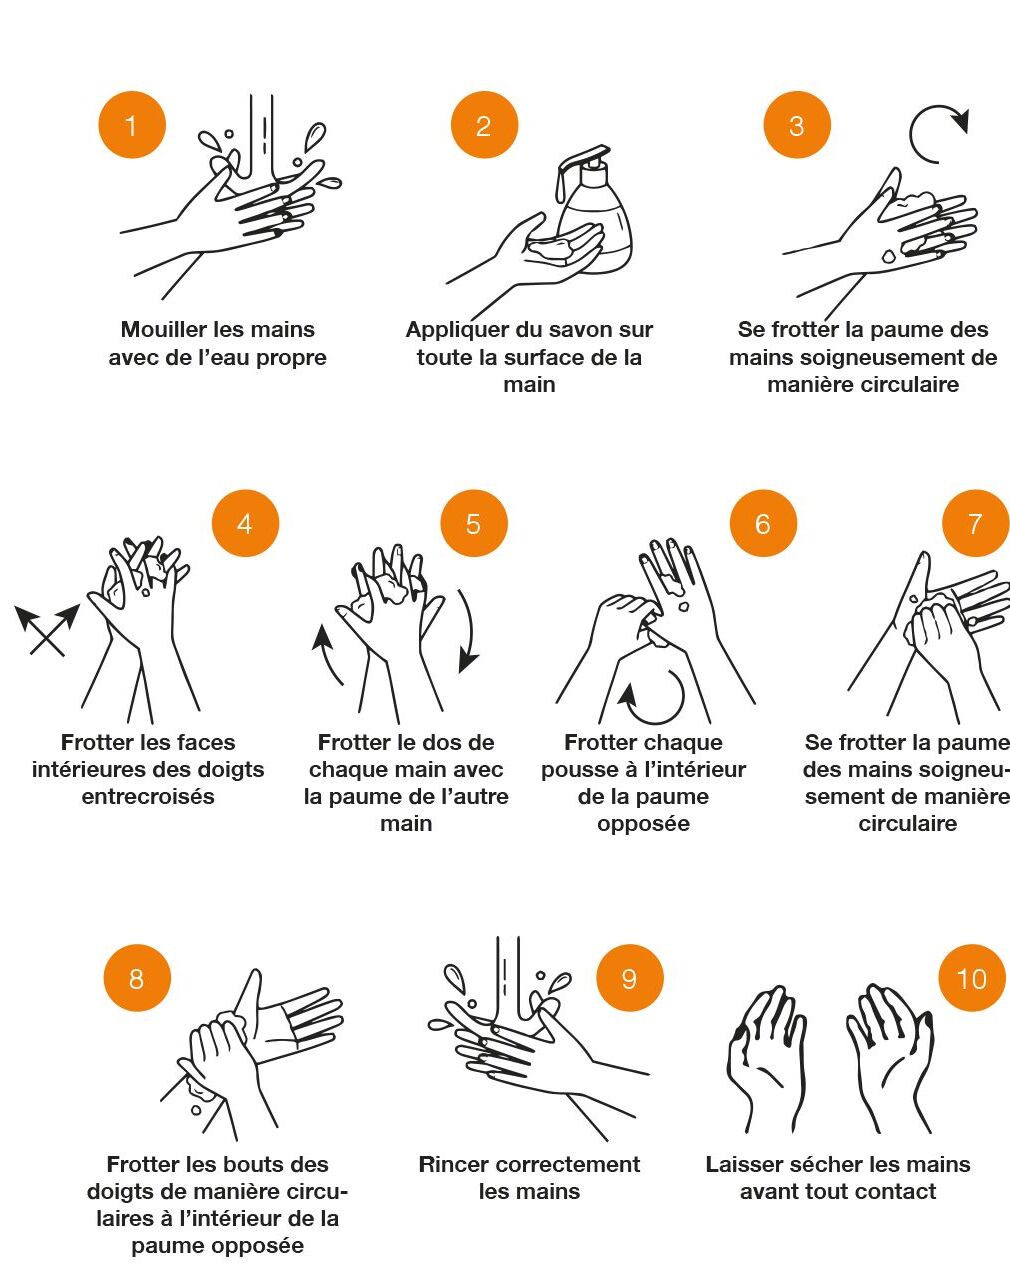 1
2
3
Mouiller les mains
avec de l’eau propre
Appliquer du savon sur
toute la surface de la
main
Se frotter la paume des
mains soigneusement de
manière circulaire
4
5
6
7
Frotter les faces
intérieures des doigts
entrecroisés
Frotter le dos de
chaque main avec
la paume de l’autre
main
Frotter chaque
pousse à l’intérieur
de la paume
opposée
Se frotter la paume
des mains soigneu-
sement de manière
circulaire
8
9
10
Frotter les bouts des
doigts de manière circu-
laires à l’intérieur de la
paume opposée
Rincer correctement
les mains
Laisser sécher les mains
avant tout contact